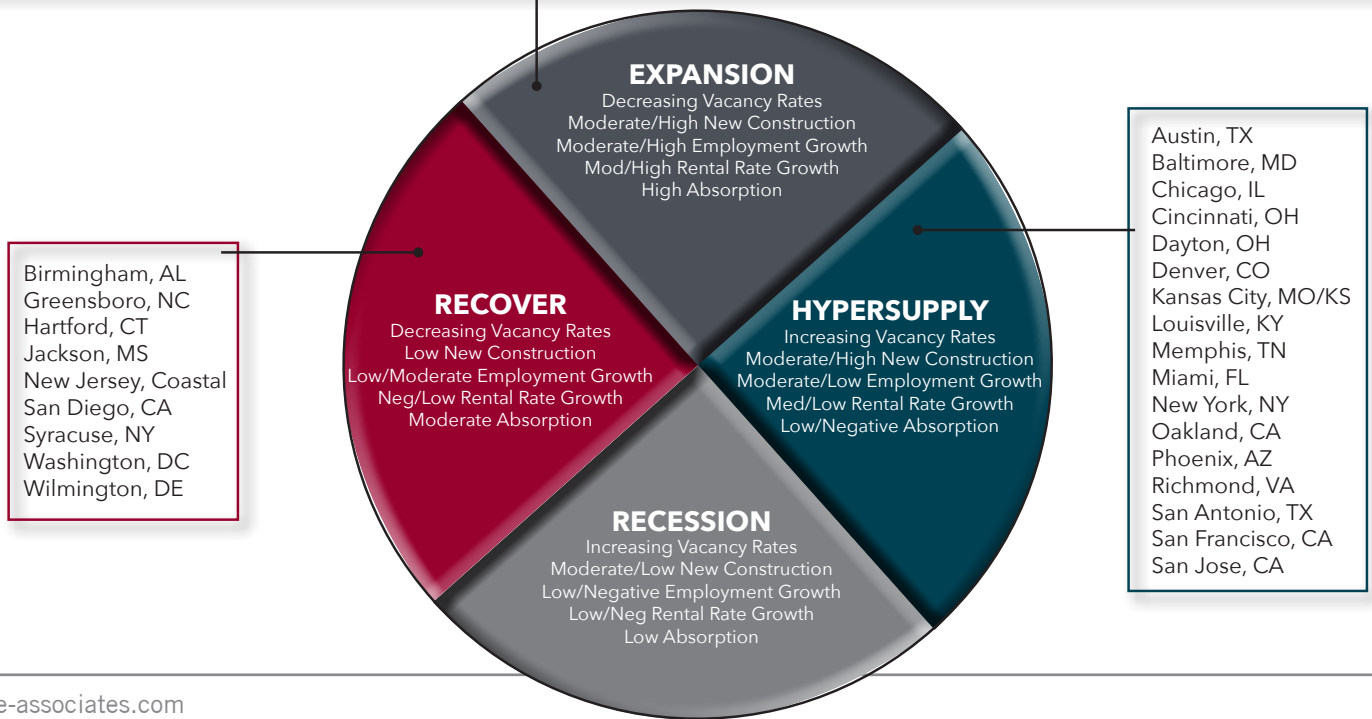 EXPANSION
Decreasing Vacancy Rates
Moderate/High New Construction
Moderate/High Employment Growth
Mod/High Rental Rate Growth
High Absorption
Birmingham, AL
Greensboro, NC
Hartford, CT
Jackson, MS
New Jersey, Coastal
San Diego, CA
Syracuse, NY
Washington, DC
Wilmington, DE
RECOVER
Decreasing Vacancy Rates
Low New Construction
Low/Moderate Employment Growth
Neg/Low Rental Rate Growth
Moderate Absorption
HYPERSUPPLY
Increasing Vacancy Rates
Moderate/High New Construction
Moderate/Low Employment Growth
Med/Low Rental Rate Growth
Low/Negative Absorption
Austin, TX
Baltimore, MD
Chicago, IL
Cincinnati, OH
Dayton, OH
Denver, CO
Kansas City, MO/KS
Louisville, KY
Memphis, TN
Miami, FL
New York, NY
Oakland, CA
Phoenix, AZ
Richmond, VA
San Antonio, TX
San Francisco, CA
San Jose, CA
RECESSION
Increasing Vacancy Rates
Moderate/Low New Construction
Low/Negative Employment Growth
Low/Neg Rental Rate Growth
Low Absorption
e-associates.com